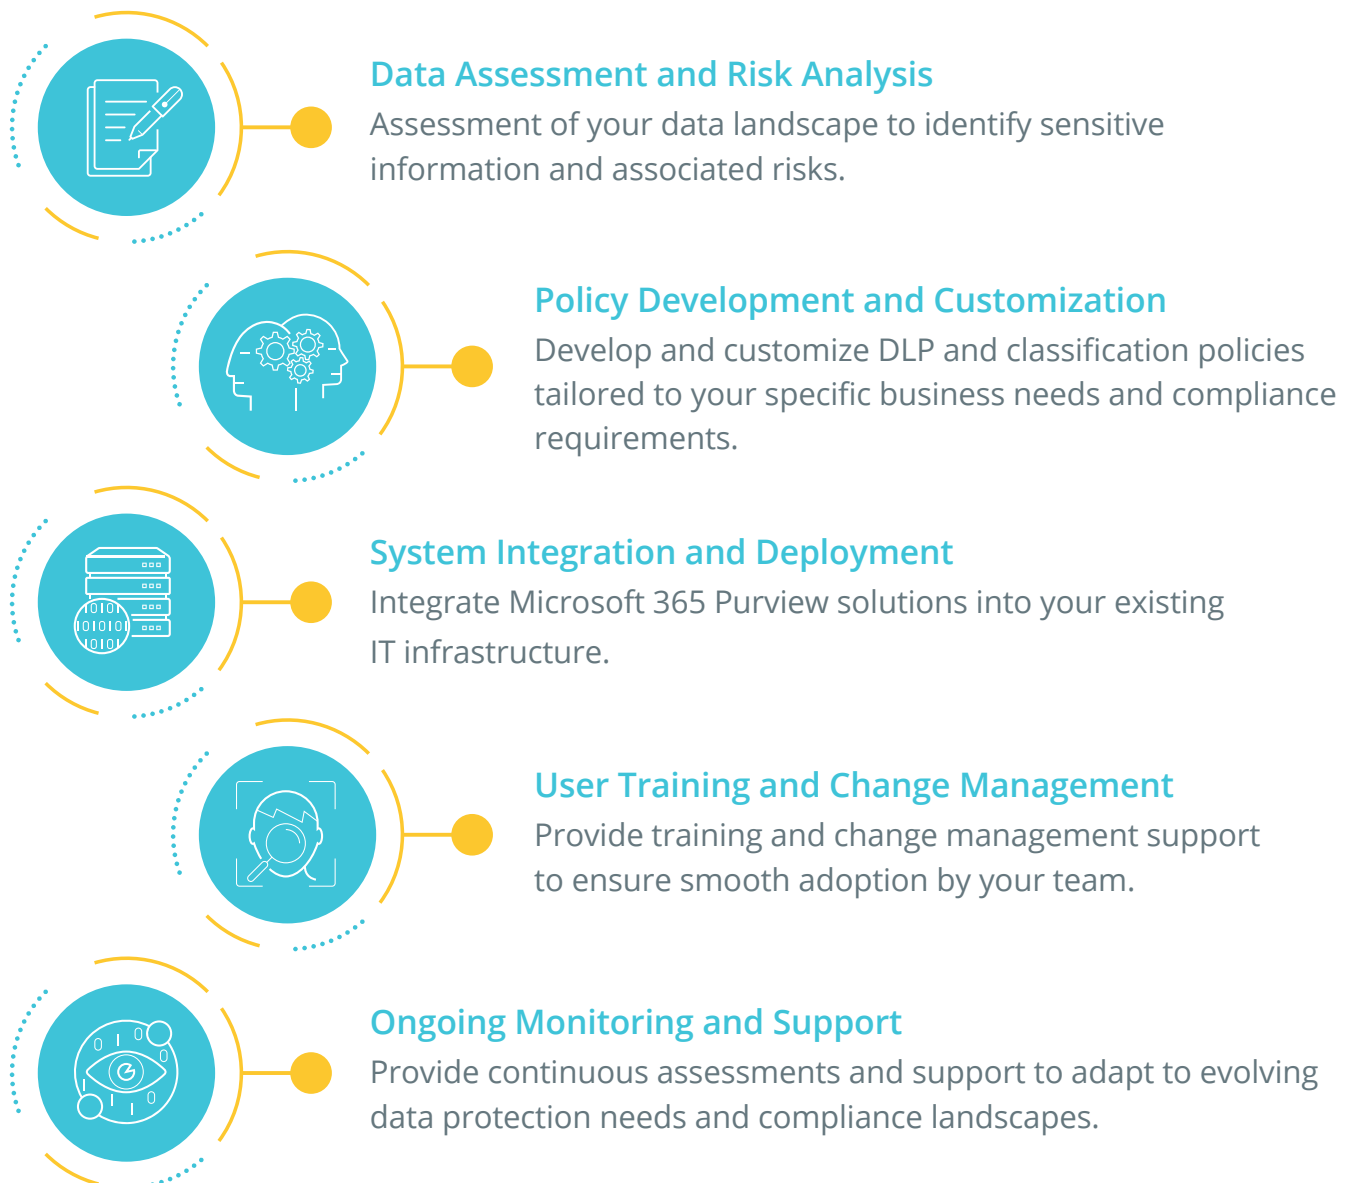 Data Assessment and Risk Analysis
Assessment of your data landscape to identify sensitive
information and associated risks.
Policy Development and Customization
Develop and customize DLP and classification policies
tailored to your specific business needs and compliance
requirements.
System Integration and Deployment
Integrate Microsoft 365 Purview solutions into your existing
IT infrastructure.
User Training and Change Management
Provide training and change management support
to ensure smooth adoption by your team.
Ongoing Monitoring and Support
Provide continuous assessments and support to adapt to evolving
data protection needs and compliance landscapes.